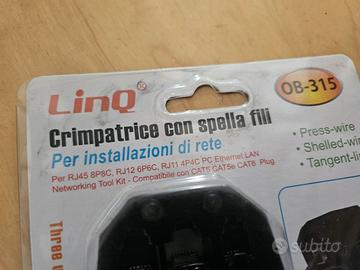 LinQ®
OB-315
Crimpatrice con spella fili
Per installazioni di rete
Per RJ45 8P8C, RJ12 6P6C, RJ11 4P4C PC Ethernet LAN
Networking Tool Kit - Compatibile con CAT5 CAT5e CAT6 Plug
• Press-wire
• Shelled-wir
• Tangent-li
Three
subito